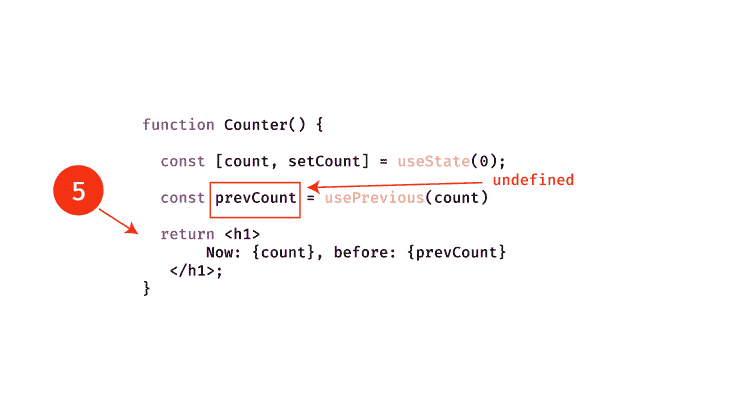 function Counter() {
const [count, setCount] = useState(0);
5
undefined
const prevCount = usePrevious(count)
return <h1>
Now: {count}, before: {prevCount}
</h1>;
}